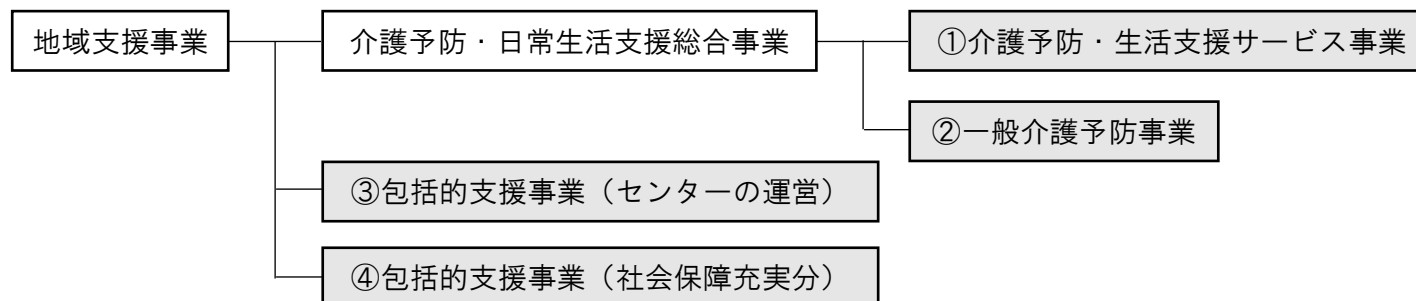 地域支援事業
介護予防・日常生活支援総合事業
①介護予防・生活支援サービス事業
②一般介護予防事業
③包括的支援事業（センターの運営）
④包括的支援事業（社会保障充実分）